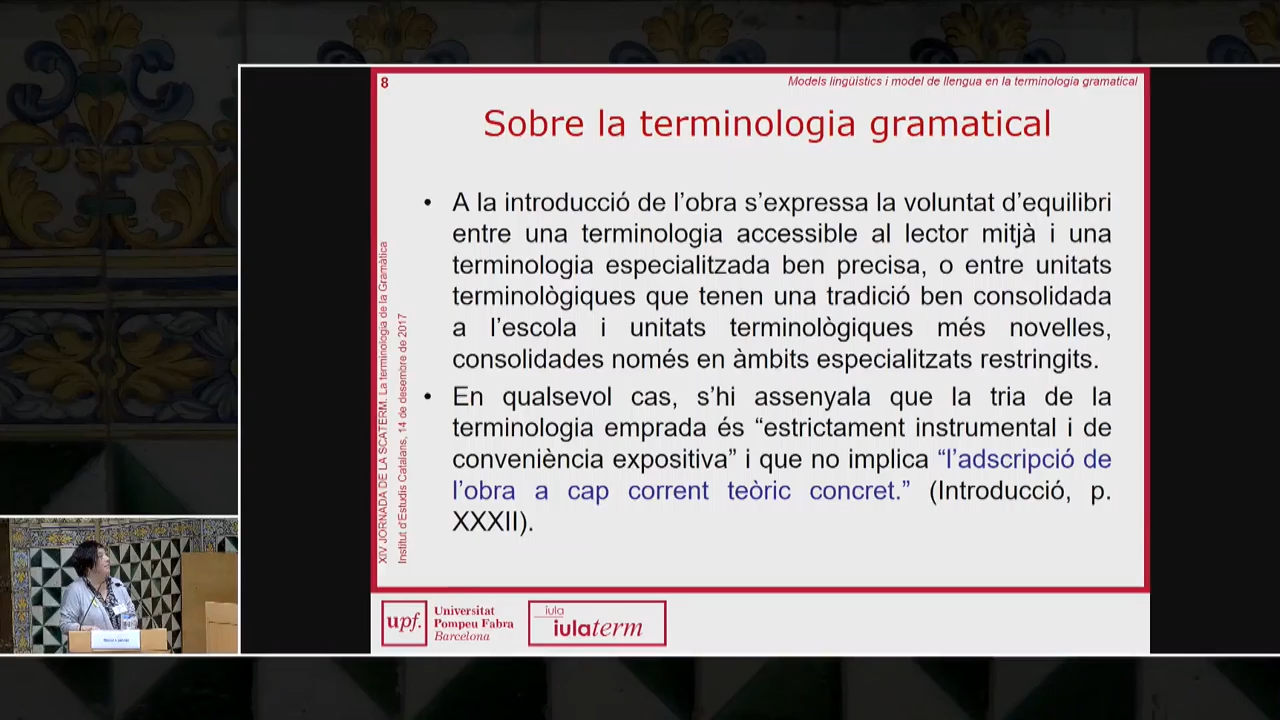 8
Models lingüístics i model de llengua en la terminologia gramatical
Sobre la terminologia gramatical
• A la introducció de l’obra s’expressa la voluntat d’equilibri
entre una terminologia accessible al lector mitjà i una
terminologia especialitzada ben precisa, o entre unitats
terminològiques que tenen una tradició ben consolidada
a l’escola i unitats terminològiques més novelles,
consolidades només en àmbits especialitzats restringits.
• En qualsevol cas, s’hi assenyala que la tria de la
terminologia emprada és “estrictament instrumental i de
conveniència expositiva” i que no implica “l’adscripció de
l’obra a cap corrent teòric concret.” (Introducció, p.
XXXII).
XIV JORNADA DE LA SCATERM. La terminologia de la Gramàtica
Institut d’Estudis Catalans, 14 de desembre de 2017
upf.
Universitat
Pompeu Fabra
Barcelona
iula
iulaterm